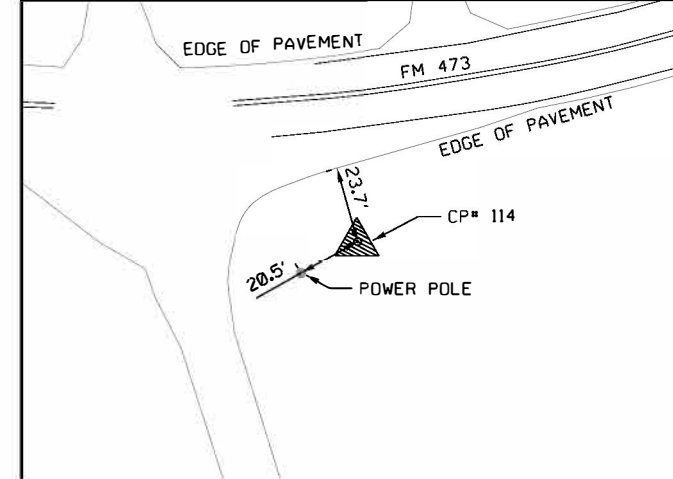 EDGE OF PAVEMENT
FM 473
EDGE OF PAVEMENT
23.7'
CP# 114
20.5'
POWER POLE